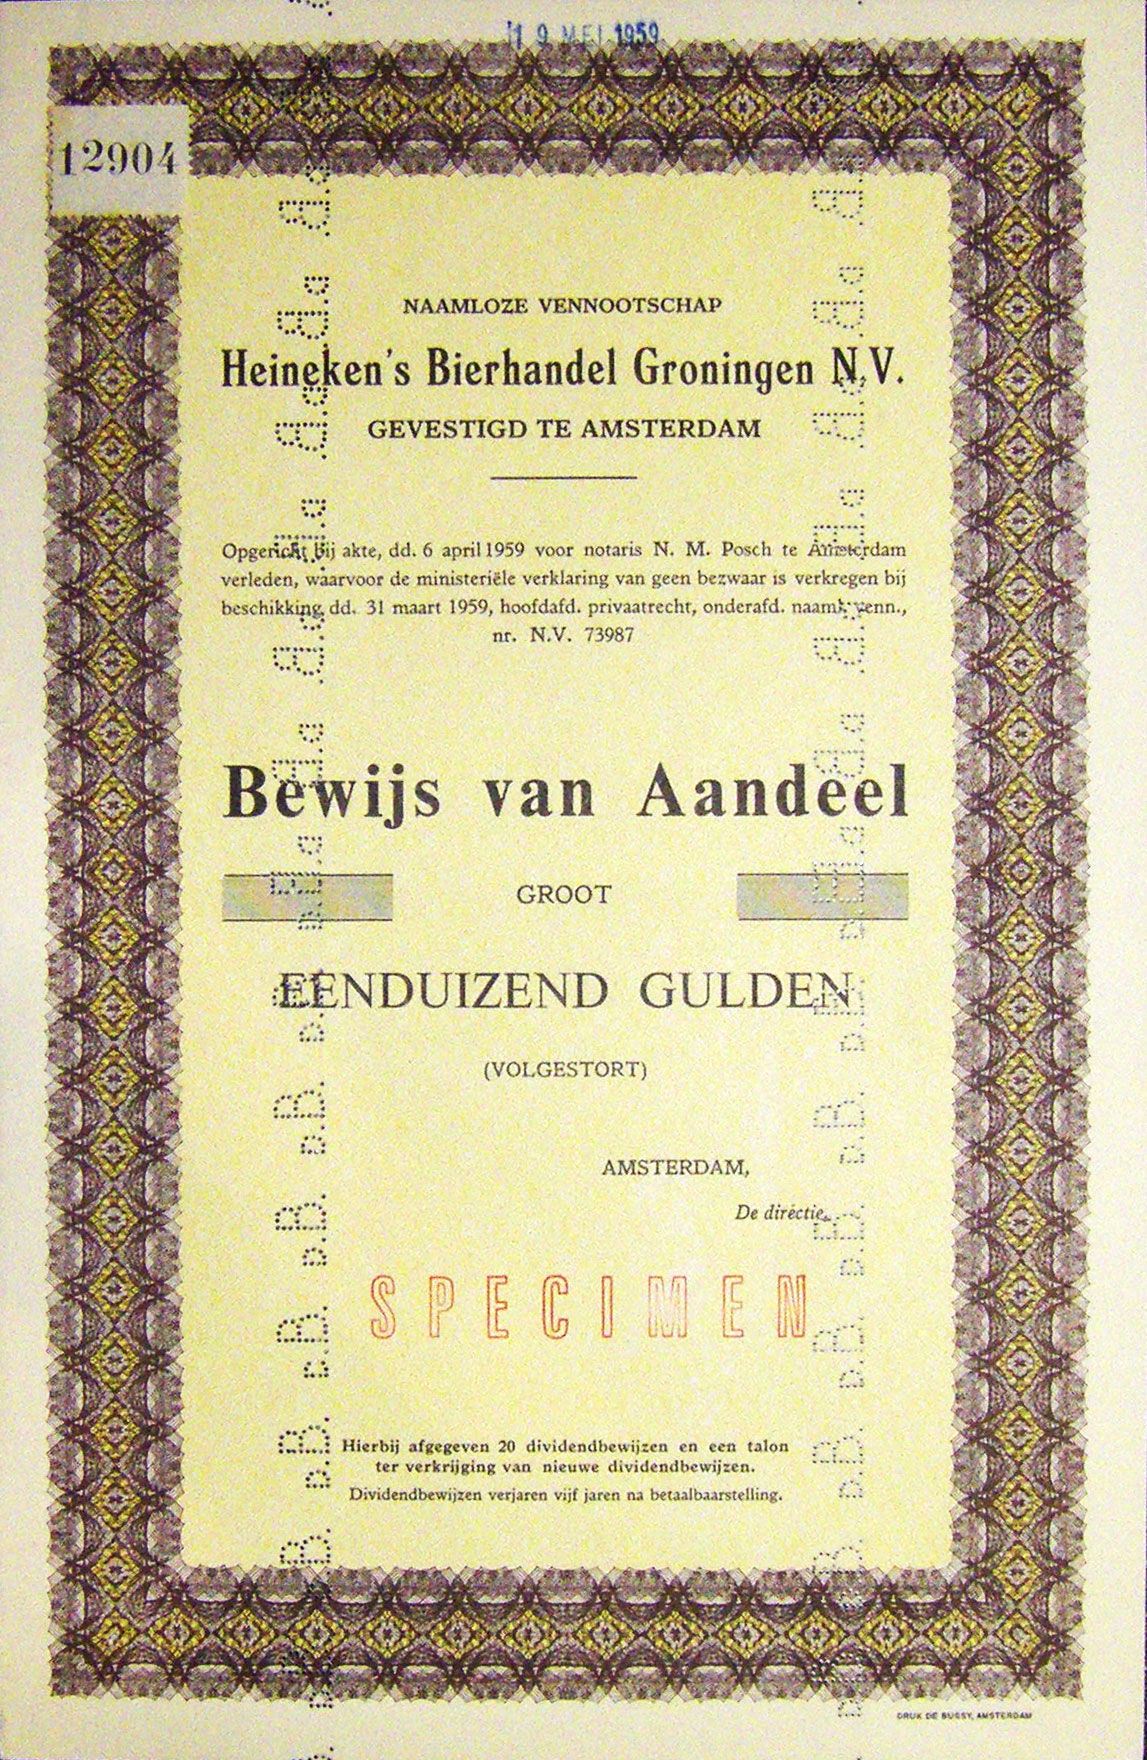 19 MEI 1959
12904
NAAMLOZE VENNOOTSCHAP
Heineken's Bierhandel Groningen N.V.
GEVESTIGD TE AMSTERDAM
Opgericht bij akte, dd. 6 april 1959 voor notaris N. M. Posch te Amsterdam
verleden, waarvoor de ministeriële verklaring van geen bezwaar is verkregen bij
beschikking dd. 31 maart 1959, hoofdafd. privaatrecht, onderafd. naaml. venn.,
nr. N.V. 73987
Bewijs van Aandeel
GROOT
EENDUIZEND GULDEN
(VOLGESTORT)
AMSTERDAM,
De directie,
SPECIMEN
Hierbij afgegeven 20 dividendbewijzen en een talon
ter verkrijging van nieuwe dividendbewijzen.
Dividendbewijzen verjaren vijf jaren na betaalbaarstelling.
DRUK DE BUSSY, AMSTERDAM